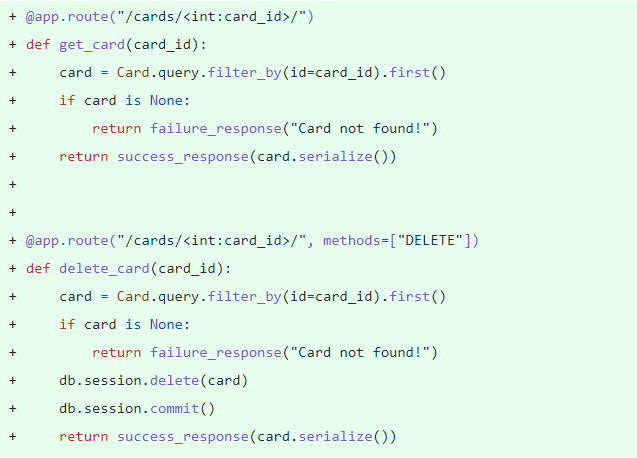 + @app.route("/cards/<int:card_id>/")
+ def get_card(card_id):
+     card = Card.query.filter_by(id=card_id).first()
+     if card is None:
+         return failure_response("Card not found!")
+     return success_response(card.serialize())
+
+
+ @app.route("/cards/<int:card_id>/", methods=["DELETE"])
+ def delete_card(card_id):
+     card = Card.query.filter_by(id=card_id).first()
+     if card is None:
+         return failure_response("Card not found!")
+     db.session.delete(card)
+     db.session.commit()
+     return success_response(card.serialize())